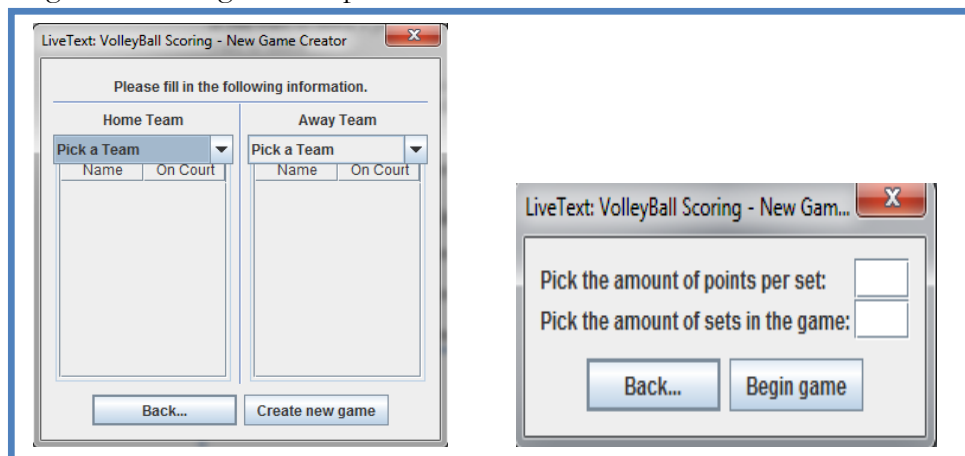 LiveText: VolleyBall Scoring - New Game Creator
X
Please fill in the following information.
Home Team
Away Team
Pick a Team
Pick a Team
Name On Court
Name On Court
Back...
Create new game
LiveText: VolleyBall Scoring - New Gam...
X
Pick the amount of points per set:
Pick the amount of sets in the game:
Back...
Begin game